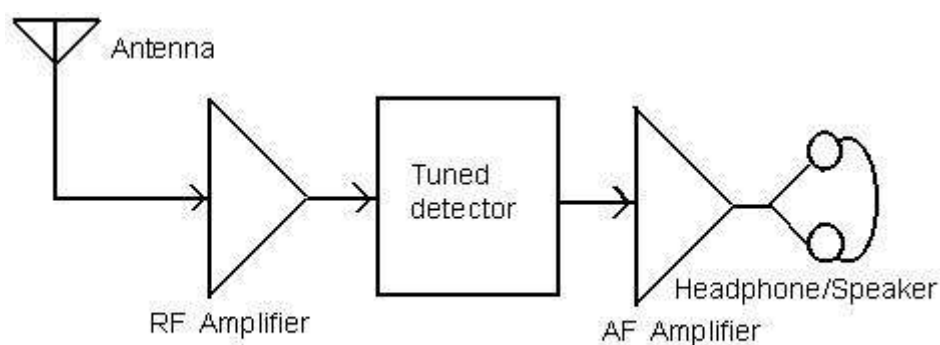 Antenna
Tuned
detector
Headphone/Speaker
RF Amplifier
AF Amplifier